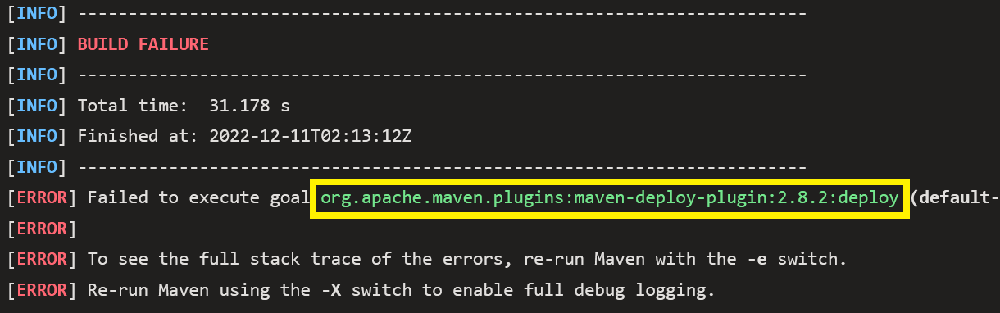 [INFO] ------------------------------------------------------------------------
[INFO] BUILD FAILURE
[INFO] ------------------------------------------------------------------------
[INFO] Total time:  31.178 s
[INFO] Finished at: 2022-12-11T02:13:12Z
[INFO] ------------------------------------------------------------------------
[ERROR] Failed to execute goal org.apache.maven.plugins:maven-deploy-plugin:2.8.2:deploy (default-
[ERROR]
[ERROR] To see the full stack trace of the errors, re-run Maven with the -e switch.
[ERROR] Re-run Maven using the -X switch to enable full debug logging.